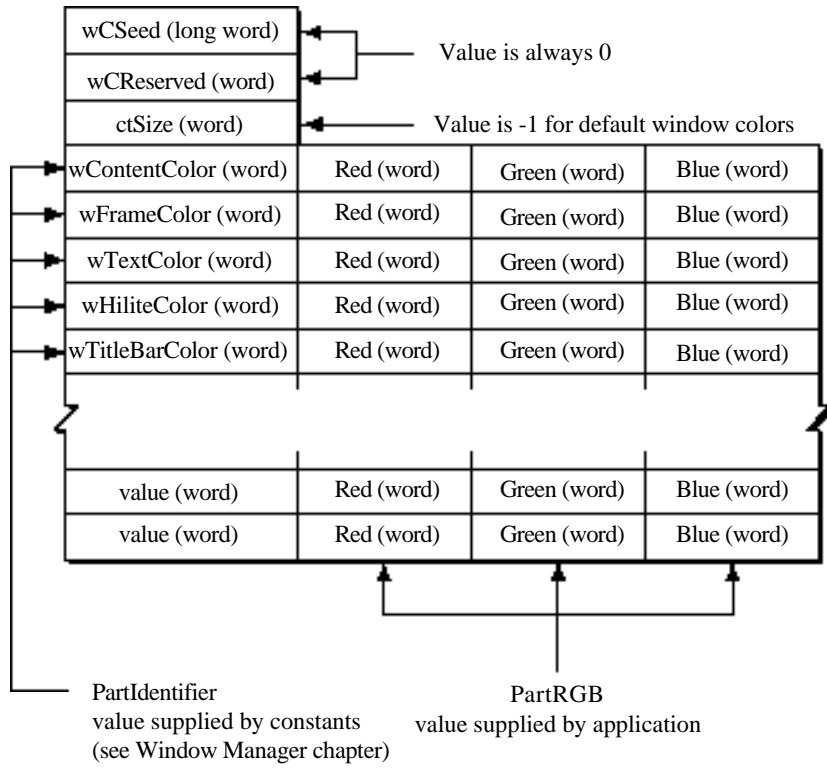 wCSeed (long word)
Value is always 0
wCReserved (word)
ctSize (word) Value is -1 for default window colors
wContentColor (word) Red (word) Green (word) Blue (word)
wFrameColor (word) Red (word) Green (word) Blue (word)
wTextColor (word) Red (word) Green (word) Blue (word)
wHiliteColor (word) Red (word) Green (word) Blue (word)
wTitleBarColor (word) Red (word) Green (word) Blue (word)
value (word) Red (word) Green (word) Blue (word)
value (word) Red (word) Green (word) Blue (word)
PartIdentifier
value supplied by constants
(see Window Manager chapter)
PartRGB
value supplied by application